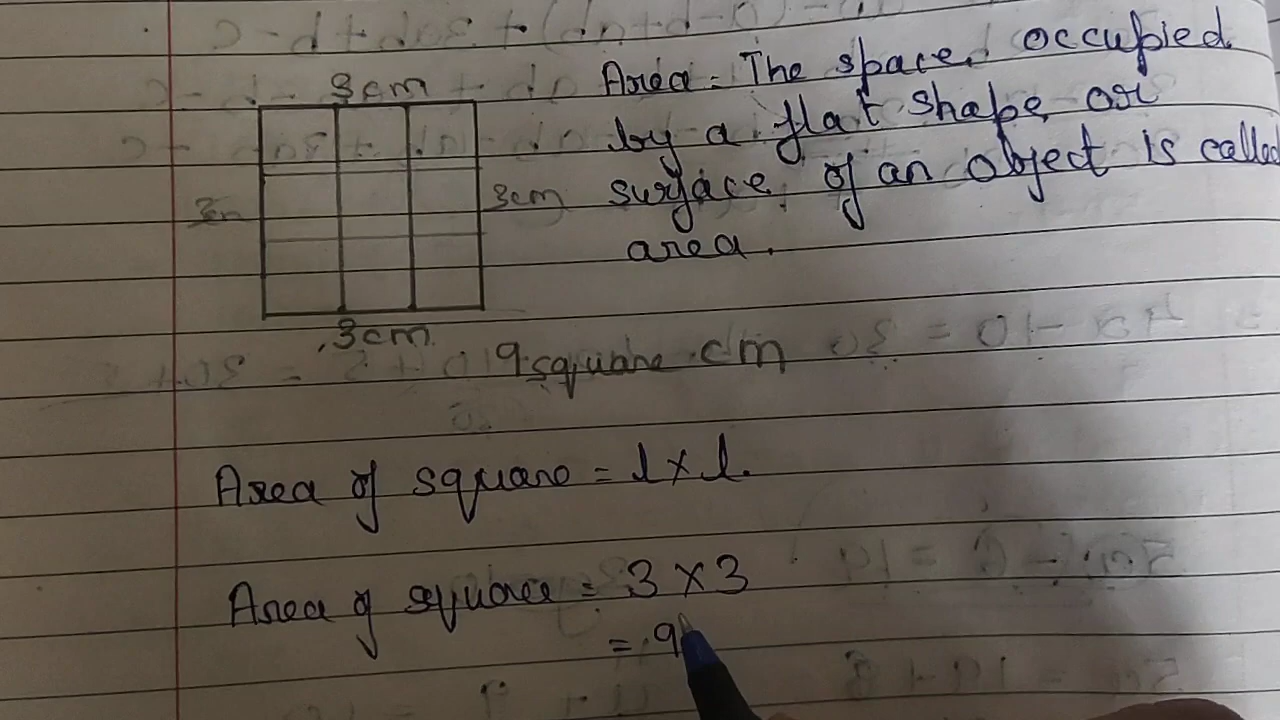 3cm
Area = The space occupied
by a flat shape or
3cm surface of an object is called
area.
3cm
9 square cm
Area of square = l x l.
Area of square = 3 x 3
= 9